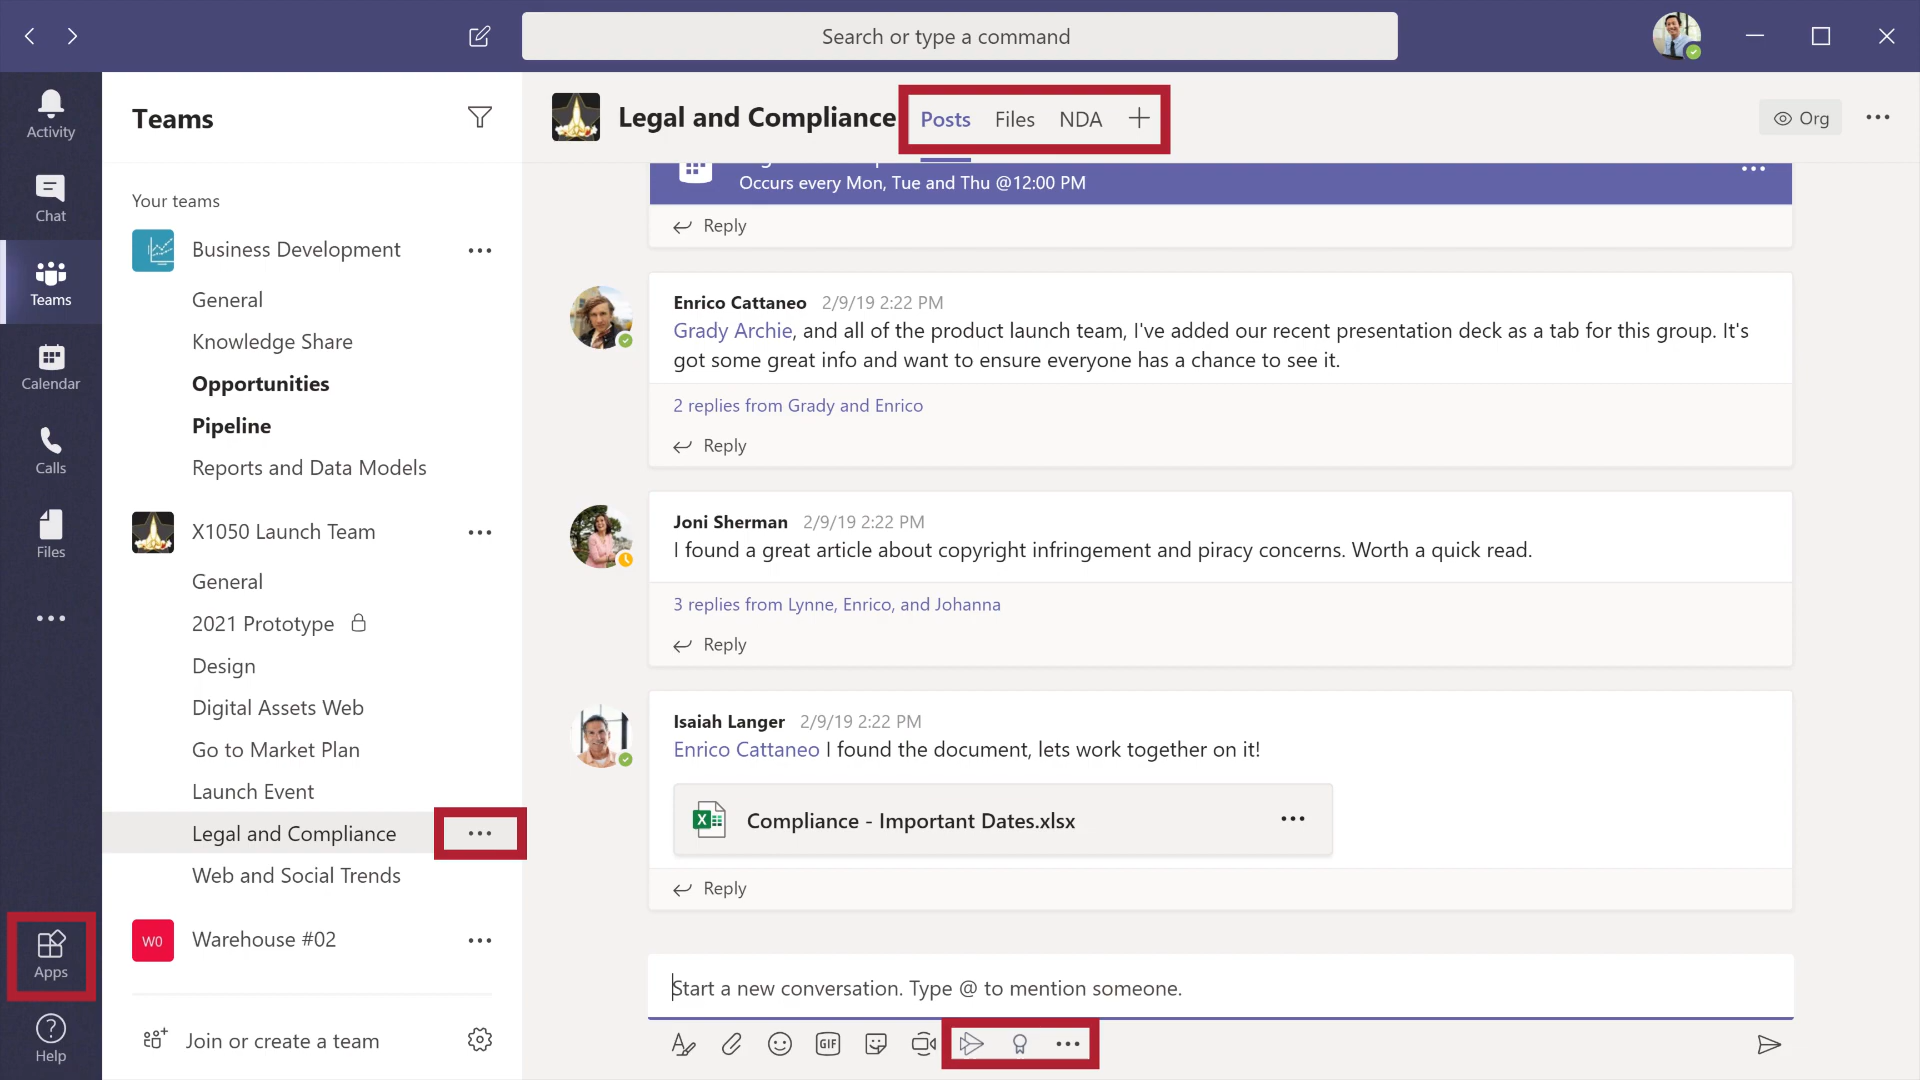 Search or type a command
Activity
Chat
Teams
Calendar
Calls
Files
Apps
Help
Teams
Your teams
Business Development
General
Knowledge Share
Opportunities
Pipeline
Reports and Data Models
X1050 Launch Team
General
2021 Prototype
Design
Digital Assets Web
Go to Market Plan
Launch Event
Legal and Compliance
Web and Social Trends
W0
Warehouse #02
Join or create a team
Legal and Compliance
Posts Files NDA
Org
Occurs every Mon, Tue and Thu @12:00 PM
Reply
Enrico Cattaneo 2/9/19 2:22 PM
Grady Archie, and all of the product launch team, I've added our recent presentation deck as a tab for this group. It's
got some great info and want to ensure everyone has a chance to see it.
2 replies from Grady and Enrico
Reply
Joni Sherman 2/9/19 2:22 PM
I found a great article about copyright infringement and piracy concerns. Worth a quick read.
3 replies from Lynne, Enrico, and Johanna
Reply
Isaiah Langer 2/9/19 2:22 PM
Enrico Cattaneo I found the document, lets work together on it!
Compliance - Important Dates.xlsx
Reply
Start a new conversation. Type @ to mention someone.
GIF